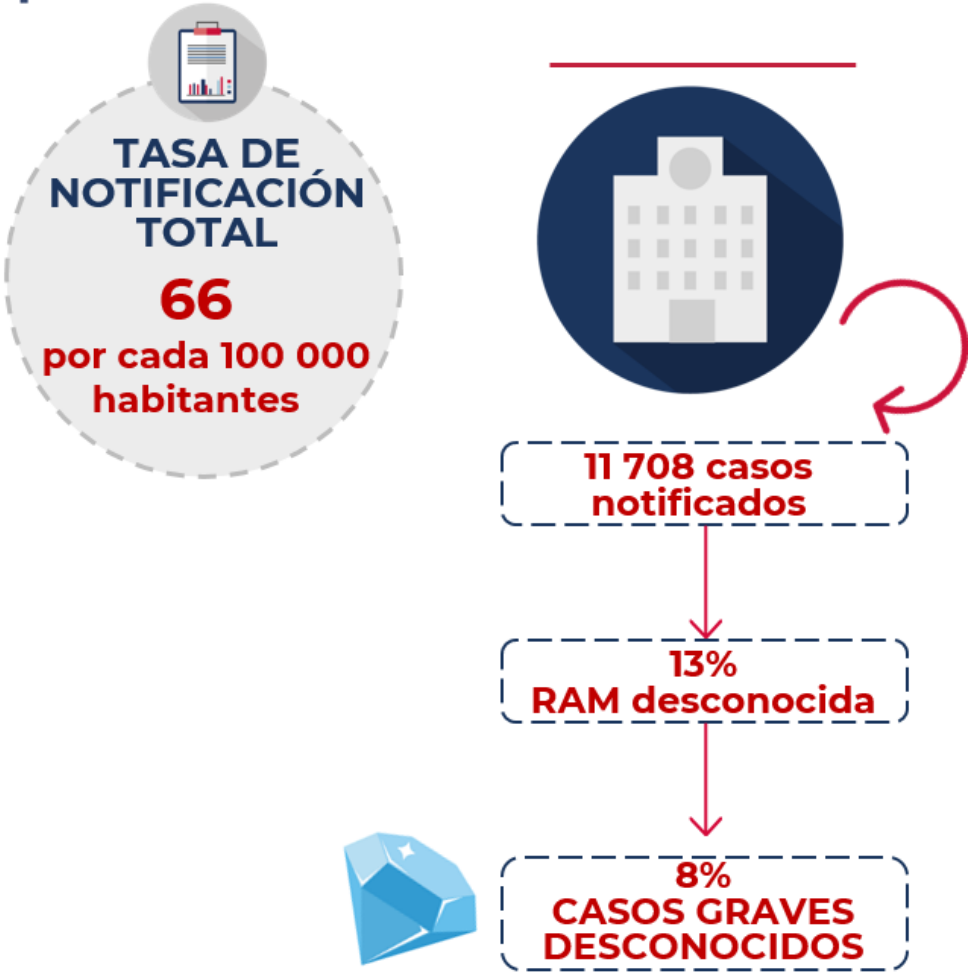 TASA DE
NOTIFICACIÓN
TOTAL
66
por cada 100 000
habitantes
11 708 casos
notificados
13%
RAM desconocida
8%
CASOS GRAVES
DESCONOCIDOS